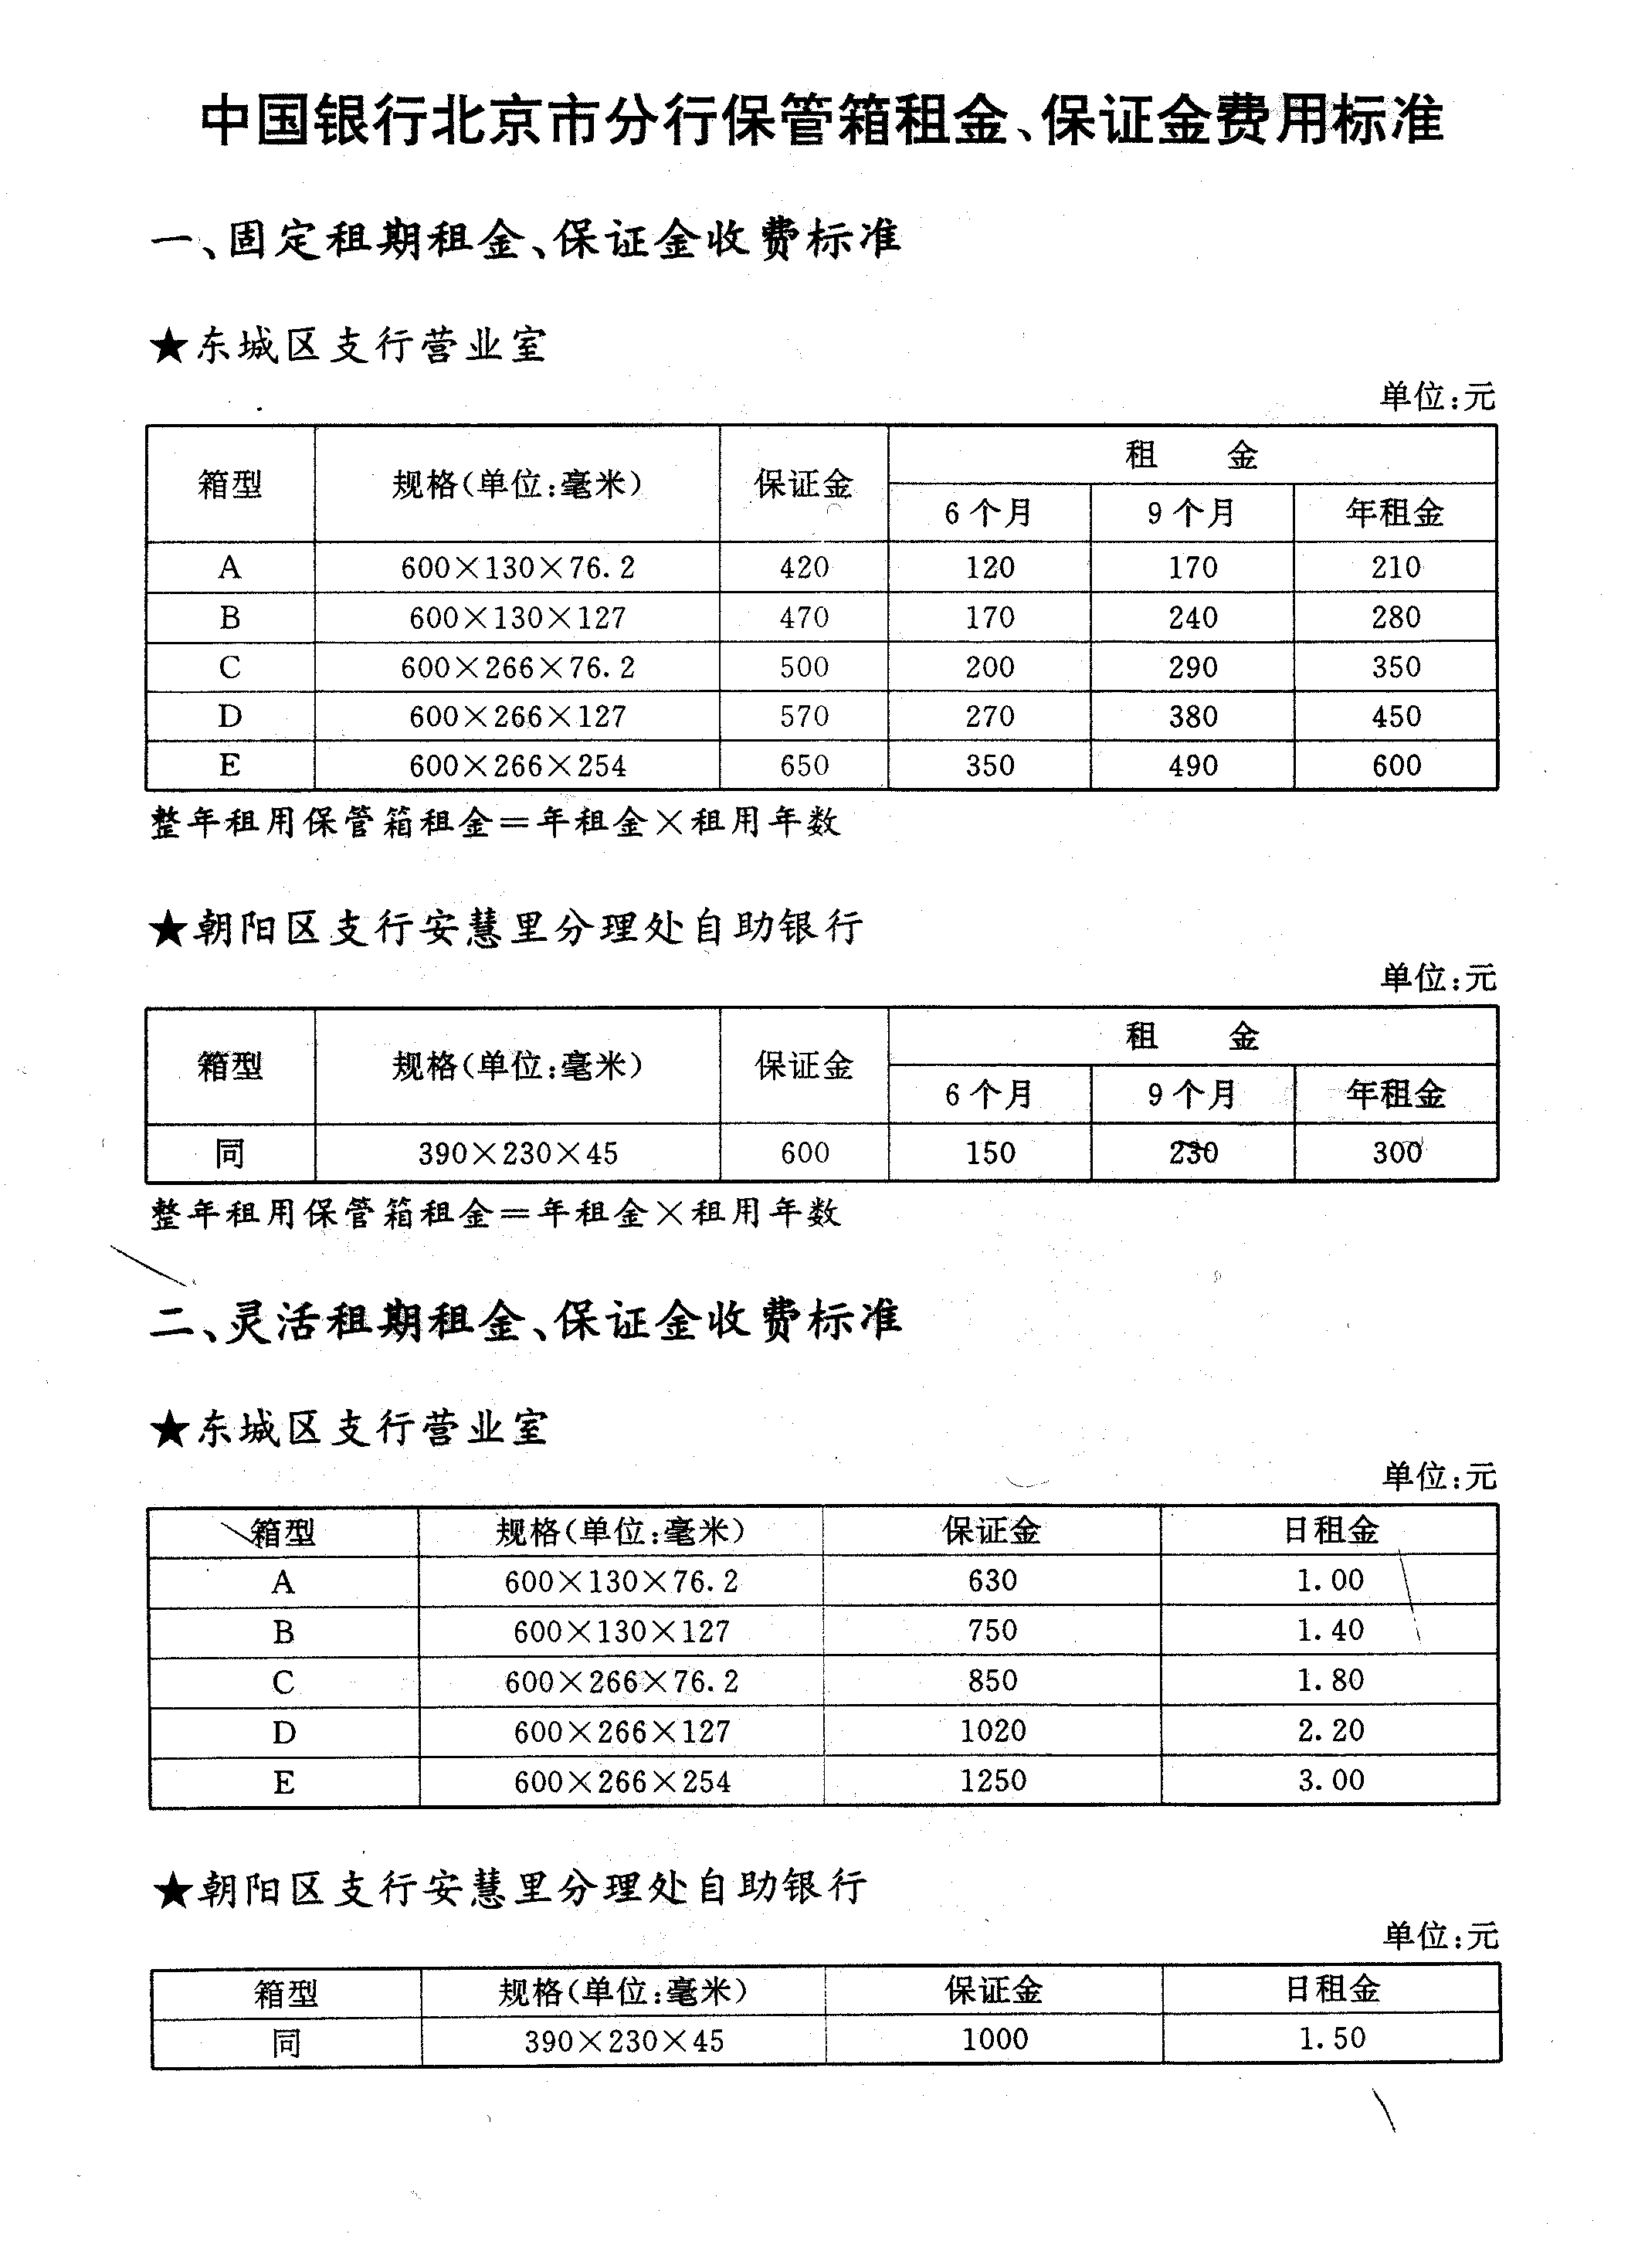 中国银行北京市分行保管箱租金、保证金费用标准
一、固定租期租金、保证金收费标准
★东城区支行营业室
单位:元
箱型 规格(单位:毫米) 保证金 租 金
6个月 9个月 年租金
A 600×130×76.2 420 120 170 210
B 600×130×127 470 170 240 280
C 600×266×76.2 500 200 290 350
D 600×266×127 570 270 380 450
E 600×266×254 650 350 490 600
整年租用保管箱租金=年租金×租用年数
★朝阳区支行安慧里分理处自助银行
单位:元
箱型 规格(单位:毫米) 保证金 租 金
6个月 9个月 年租金
同 390×230×45 600 150 230 300
整年租用保管箱租金=年租金×租用年数
二、灵活租期租金、保证金收费标准
★东城区支行营业室
单位:元
箱型 规格(单位:毫米) 保证金 日租金
A 600×130×76.2 630 1.00
B 600×130×127 750 1.40
C 600×266×76.2 850 1.80
D 600×266×127 1020 2.20
E 600×266×254 1250 3.00
★朝阳区支行安慧里分理处自助银行
单位:元
箱型 规格(单位:毫米) 保证金 日租金
同 390×230×45 1000 1.50